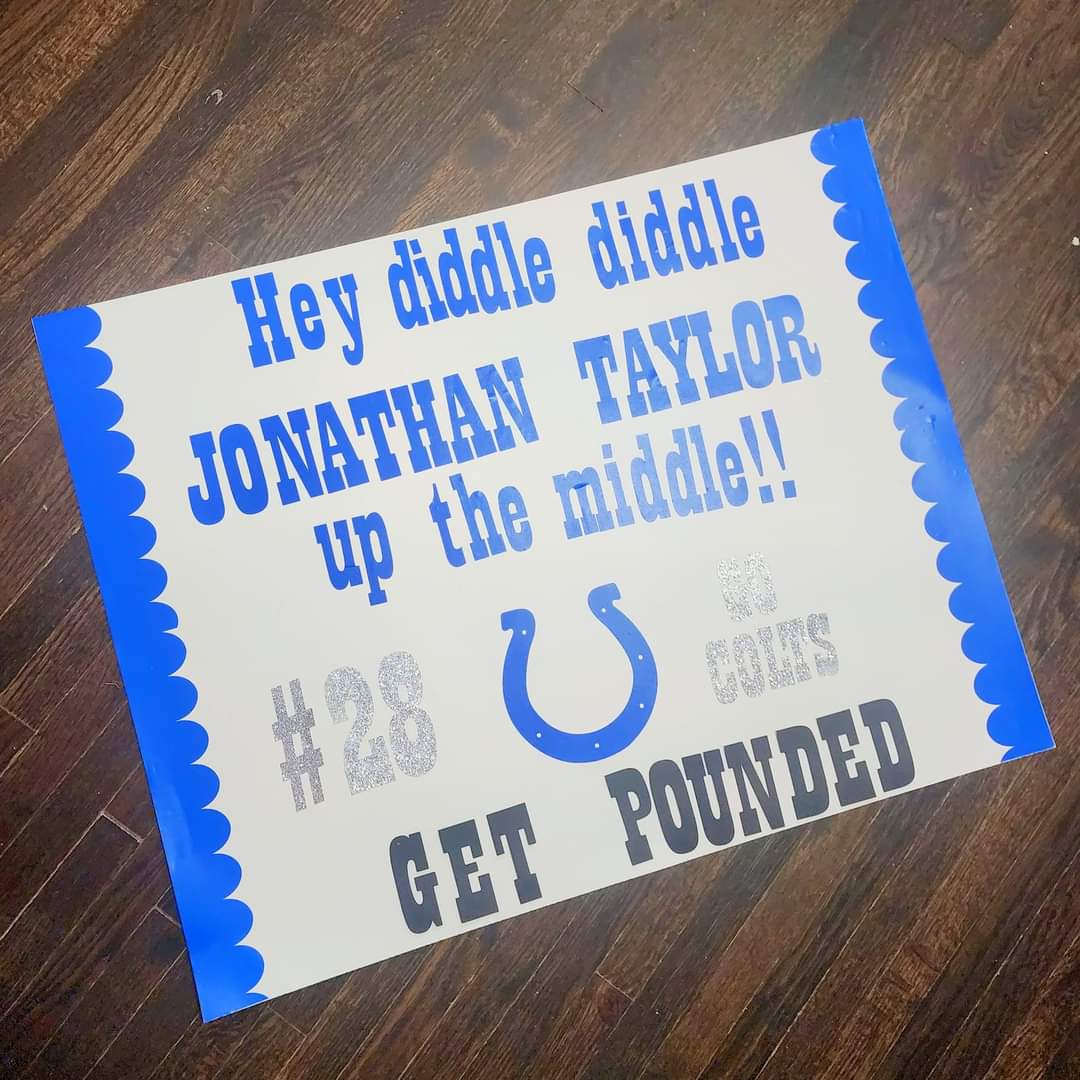 Hey diddle diddle
JONATHAN TAYLOR
up the middle!!
#28
GO
COLTS
GET POUNDED